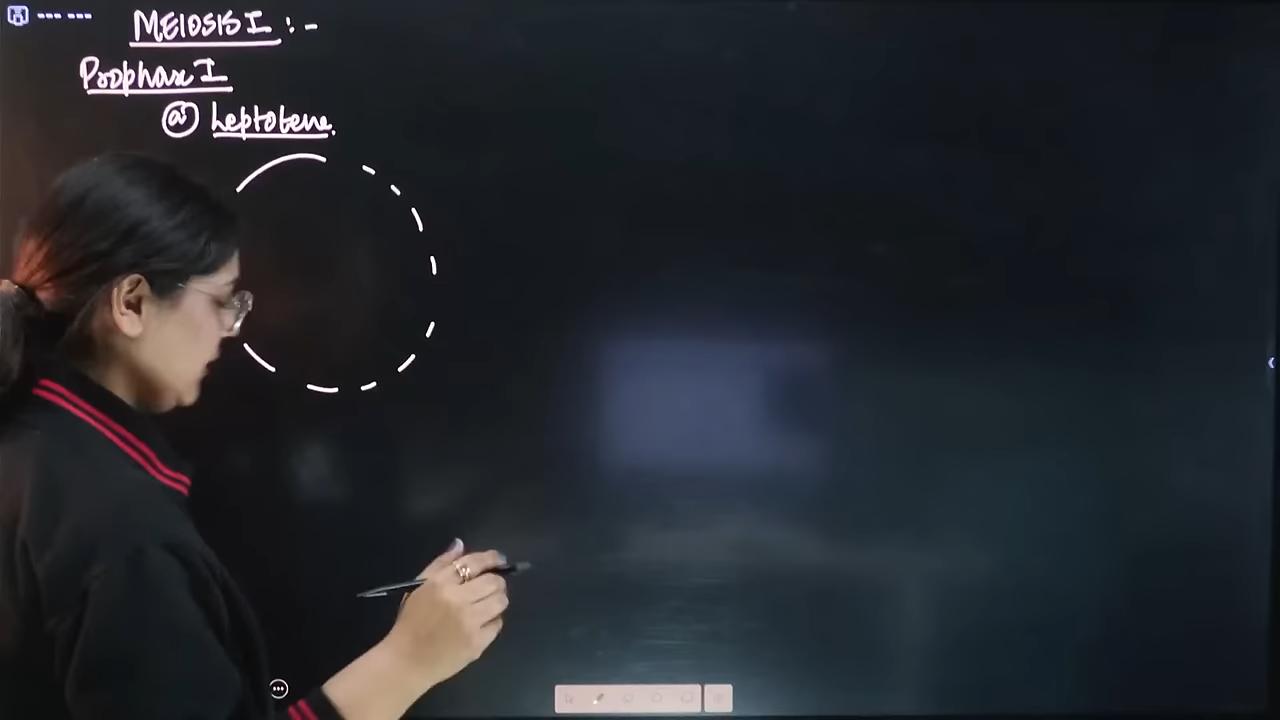 MEIOSIS I :-
Prophase I
ⓐ Leptotene.